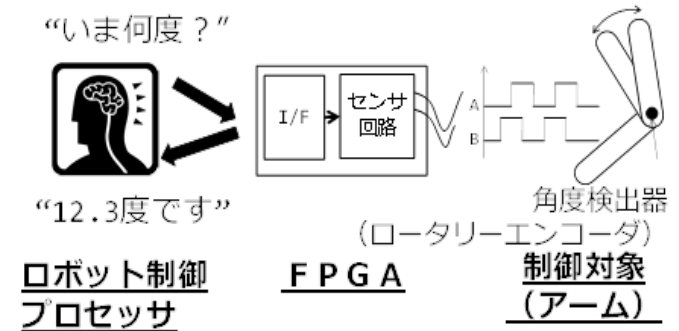 “いま何度？”
I/F
センサ
回路
A
B
“12.3度です”
角度検出器
（ロータリーエンコーダ）
ロボット制御
プロセッサ
ＦＰＧＡ
制御対象
（アーム）